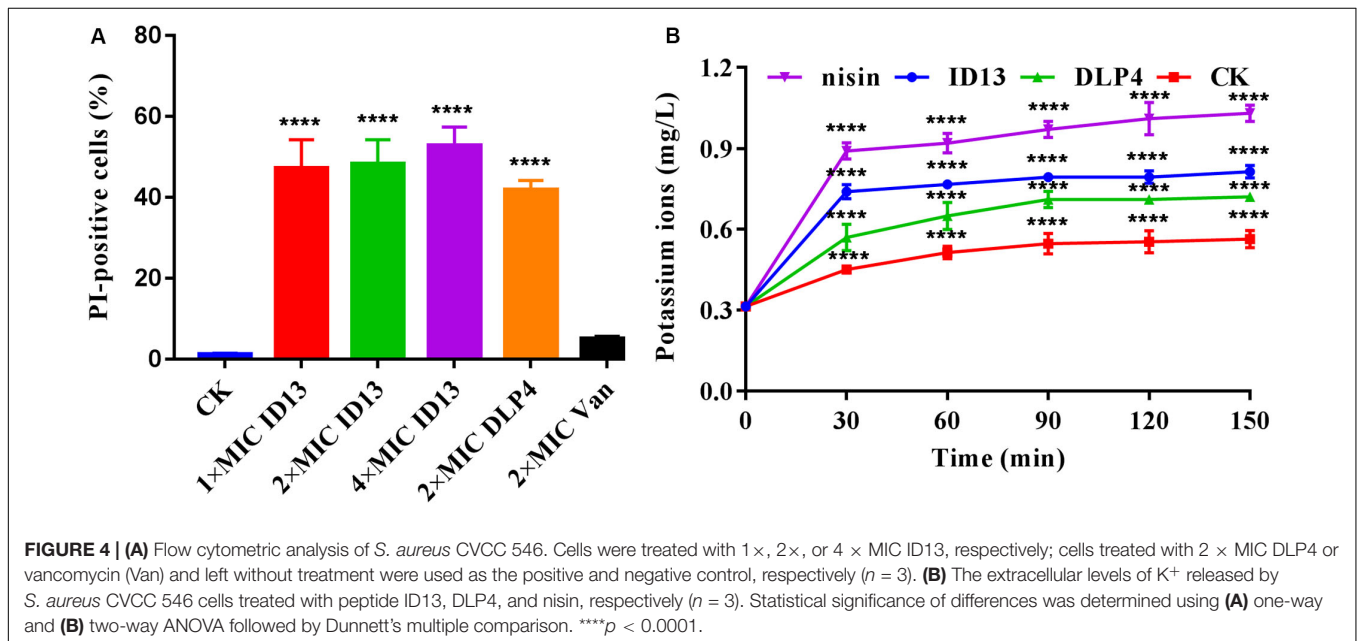 A
80
60
40
20
0
PI-positive cells (%)
**** **** **** ****
CK
1×MIC ID13
2×MIC ID13
4×MIC ID13
2×MIC DLP4
2×MIC Van
B
nisin ID13 DLP4 CK
1.2
0.9
0.6
0.3
0.0
Potassium ions (mg/L)
**** **** **** **** ****
**** **** **** **** ****
**** **** **** **** ****
**** **** **** **** ****
0 30 60 90 120 150
Time (min)
FIGURE 4 | (A) Flow cytometric analysis of S. aureus CVCC 546. Cells were treated with 1×, 2×, or 4 × MIC ID13, respectively; cells treated with 2 × MIC DLP4 or
vancomycin (Van) and left without treatment were used as the positive and negative control, respectively (n = 3). (B) The extracellular levels of K⁺ released by
S. aureus CVCC 546 cells treated with peptide ID13, DLP4, and nisin, respectively (n = 3). Statistical significance of differences was determined using (A) one-way
and (B) two-way ANOVA followed by Dunnett's multiple comparison. ****p < 0.0001.